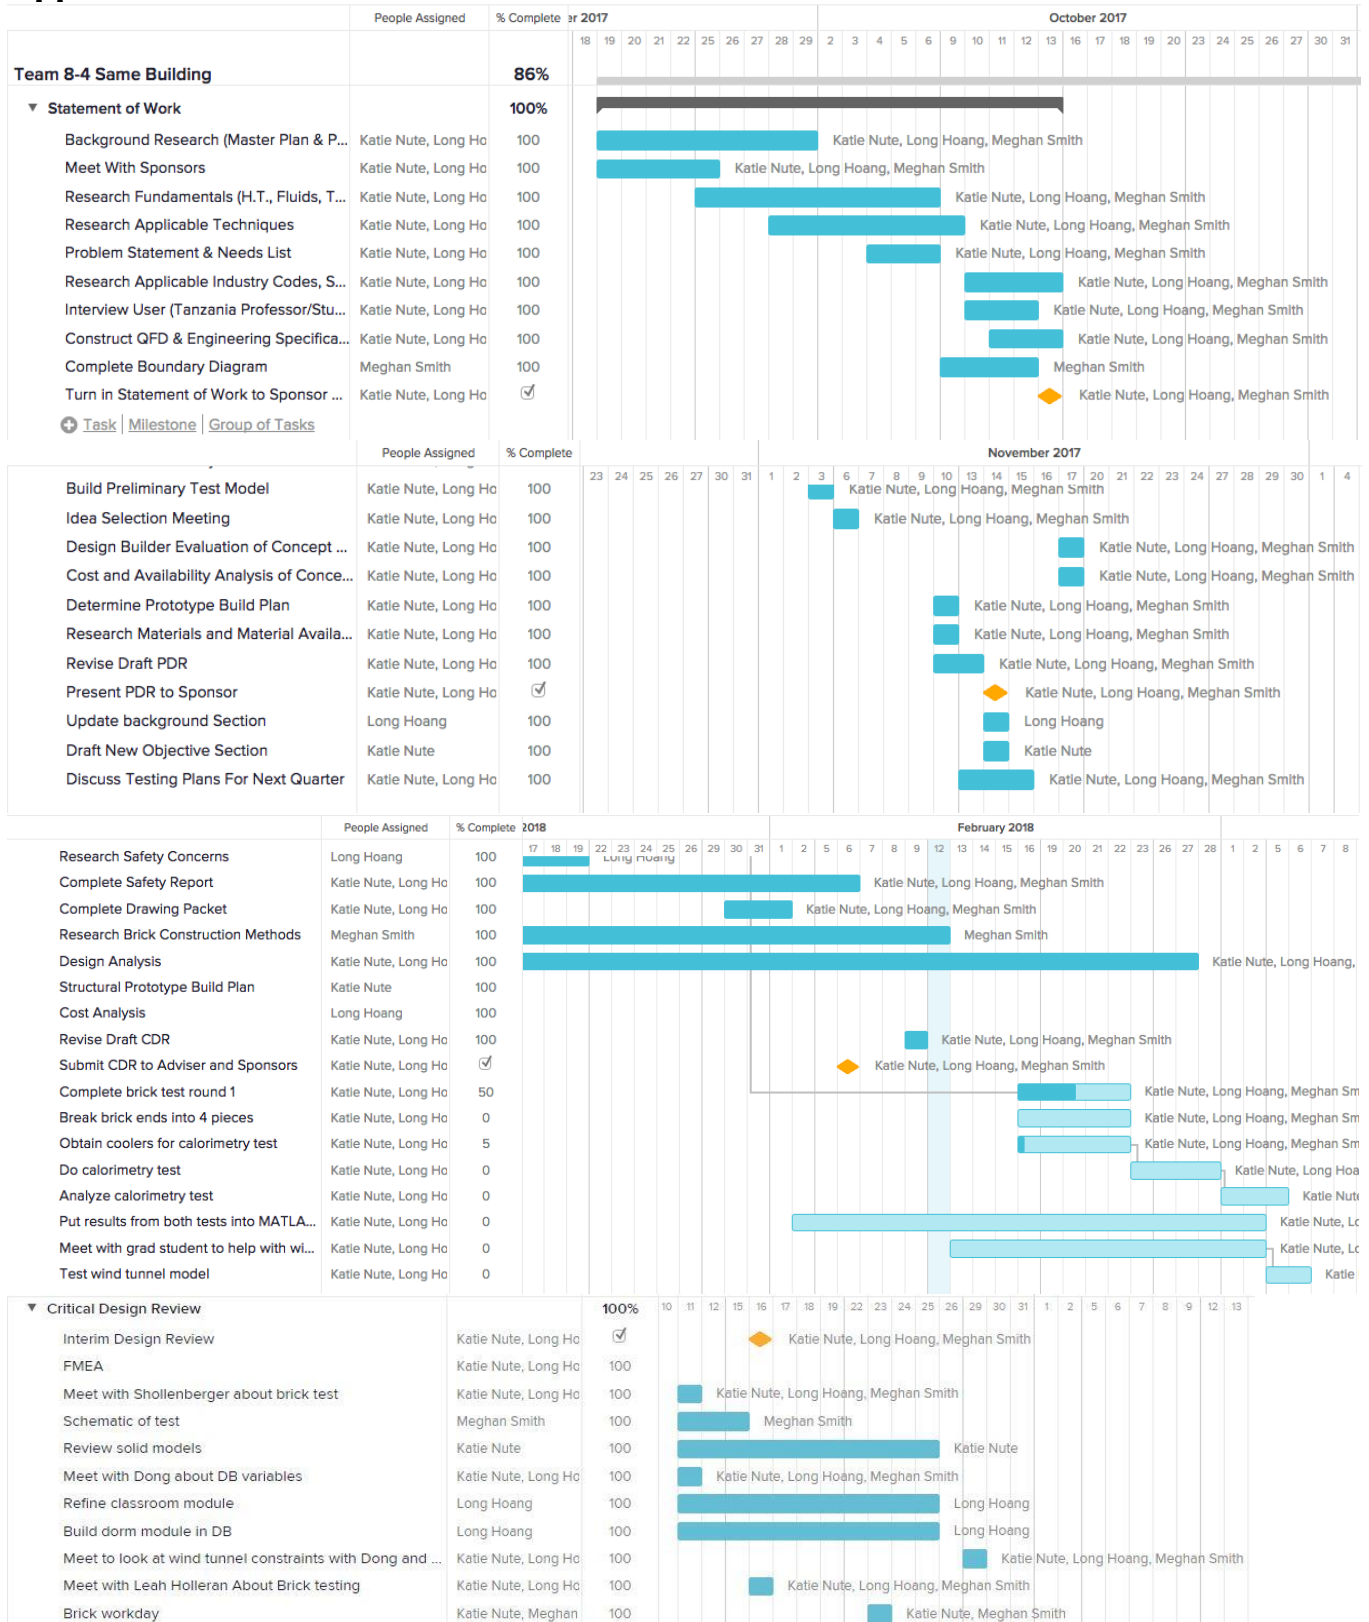 People Assigned % Complete er 2017 October 2017
18 19 20 21 22 25 26 27 28 29 2 3 4 5 6 9 10 11 12 13 16 17 18 19 20 23 24 25 26 27 30 31
Team 8-4 Same Building 86%
Statement of Work 100%
Background Research (Master Plan & P... Katie Nute, Long Ho 100 Katie Nute, Long Hoang, Meghan Smith
Meet With Sponsors Katie Nute, Long Ho 100 Katie Nute, Long Hoang, Meghan Smith
Research Fundamentals (H.T., Fluids, T... Katie Nute, Long Ho 100 Katie Nute, Long Hoang, Meghan Smith
Research Applicable Techniques Katie Nute, Long Ho 100 Katie Nute, Long Hoang, Meghan Smith
Problem Statement & Needs List Katie Nute, Long Ho 100 Katie Nute, Long Hoang, Meghan Smith
Research Applicable Industry Codes, S... Katie Nute, Long Ho 100 Katie Nute, Long Hoang, Meghan Smith
Interview User (Tanzania Professor/Stu... Katie Nute, Long Ho 100 Katie Nute, Long Hoang, Meghan Smith
Construct QFD & Engineering Specifica... Katie Nute, Long Ho 100 Katie Nute, Long Hoang, Meghan Smith
Complete Boundary Diagram Meghan Smith 100 Meghan Smith
Turn in Statement of Work to Sponsor ... Katie Nute, Long Ho Katie Nute, Long Hoang, Meghan Smith
Task | Milestone | Group of Tasks
People Assigned % Complete November 2017
23 24 25 26 27 30 31 1 2 3 6 7 8 9 10 13 14 15 16 17 20 21 22 23 24 27 28 29 30 1 4
Build Preliminary Test Model Katie Nute, Long Ho 100 Katie Nute, Long Hoang, Meghan Smith
Idea Selection Meeting Katie Nute, Long Ho 100 Katie Nute, Long Hoang, Meghan Smith
Design Builder Evaluation of Concept ... Katie Nute, Long Ho 100 Katie Nute, Long Hoang, Meghan Smith
Cost and Availability Analysis of Conce... Katie Nute, Long Ho 100 Katie Nute, Long Hoang, Meghan Smith
Determine Prototype Build Plan Katie Nute, Long Ho 100 Katie Nute, Long Hoang, Meghan Smith
Research Materials and Material Availa... Katie Nute, Long Ho 100 Katie Nute, Long Hoang, Meghan Smith
Revise Draft PDR Katie Nute, Long Ho 100 Katie Nute, Long Hoang, Meghan Smith
Present PDR to Sponsor Katie Nute, Long Ho Katie Nute, Long Hoang, Meghan Smith
Update background Section Long Hoang 100 Long Hoang
Draft New Objective Section Katie Nute 100 Katie Nute
Discuss Testing Plans For Next Quarter Katie Nute, Long Ho 100 Katie Nute, Long Hoang, Meghan Smith
People Assigned % Complete 2018 February 2018
17 18 19 22 23 24 25 26 29 30 31 1 2 5 6 7 8 9 12 13 14 15 16 19 20 21 22 23 26 27 28 1 2 5 6 7 8
Research Safety Concerns Long Hoang 100 Long Hoang
Complete Safety Report Katie Nute, Long Ho 100 Katie Nute, Long Hoang, Meghan Smith
Complete Drawing Packet Katie Nute, Long Ho 100 Katie Nute, Long Hoang, Meghan Smith
Research Brick Construction Methods Meghan Smith 100 Meghan Smith
Design Analysis Katie Nute, Long Ho 100 Katie Nute, Long Hoang,
Structural Prototype Build Plan Katie Nute 100
Cost Analysis Long Hoang 100
Revise Draft CDR Katie Nute, Long Ho 100 Katie Nute, Long Hoang, Meghan Smith
Submit CDR to Adviser and Sponsors Katie Nute, Long Ho Katie Nute, Long Hoang, Meghan Smith
Complete brick test round 1 Katie Nute, Long Ho 50 Katie Nute, Long Hoang, Meghan Sm
Break brick ends into 4 pieces Katie Nute, Long Ho 0 Katie Nute, Long Hoang, Meghan Sm
Obtain coolers for calorimetry test Katie Nute, Long Ho 5 Katie Nute, Long Hoang, Meghan Sm
Do calorimetry test Katie Nute, Long Ho 0 Katie Nute, Long Hoa
Analyze calorimetry test Katie Nute, Long Ho 0 Katie Nute
Put results from both tests into MATLA... Katie Nute, Long Ho 0 Katie Nute, Lo
Meet with grad student to help with wi... Katie Nute, Long Ho 0 Katie Nute, Lo
Test wind tunnel model Katie Nute, Long Ho 0 Katie
Critical Design Review 100% 10 11 12 15 16 17 18 19 22 23 24 25 26 29 30 31 1 2 5 6 7 8 9 12 13
Interim Design Review Katie Nute, Long Ho Katie Nute, Long Hoang, Meghan Smith
FMEA Katie Nute, Long Ho 100
Meet with Shollenberger about brick test Katie Nute, Long Ho 100 Katie Nute, Long Hoang, Meghan Smith
Schematic of test Meghan Smith 100 Meghan Smith
Review solid models Katie Nute 100 Katie Nute
Meet with Dong about DB variables Katie Nute, Long Ho 100 Katie Nute, Long Hoang, Meghan Smith
Refine classroom module Long Hoang 100 Long Hoang
Build dorm module in DB Long Hoang 100 Long Hoang
Meet to look at wind tunnel constraints with Dong and ... Katie Nute, Long Ho 100 Katie Nute, Long Hoang, Meghan Smith
Meet with Leah Holleran About Brick testing Katie Nute, Long Ho 100 Katie Nute, Long Hoang, Meghan Smith
Brick workday Katie Nute, Meghan 100 Katie Nute, Meghan Smith